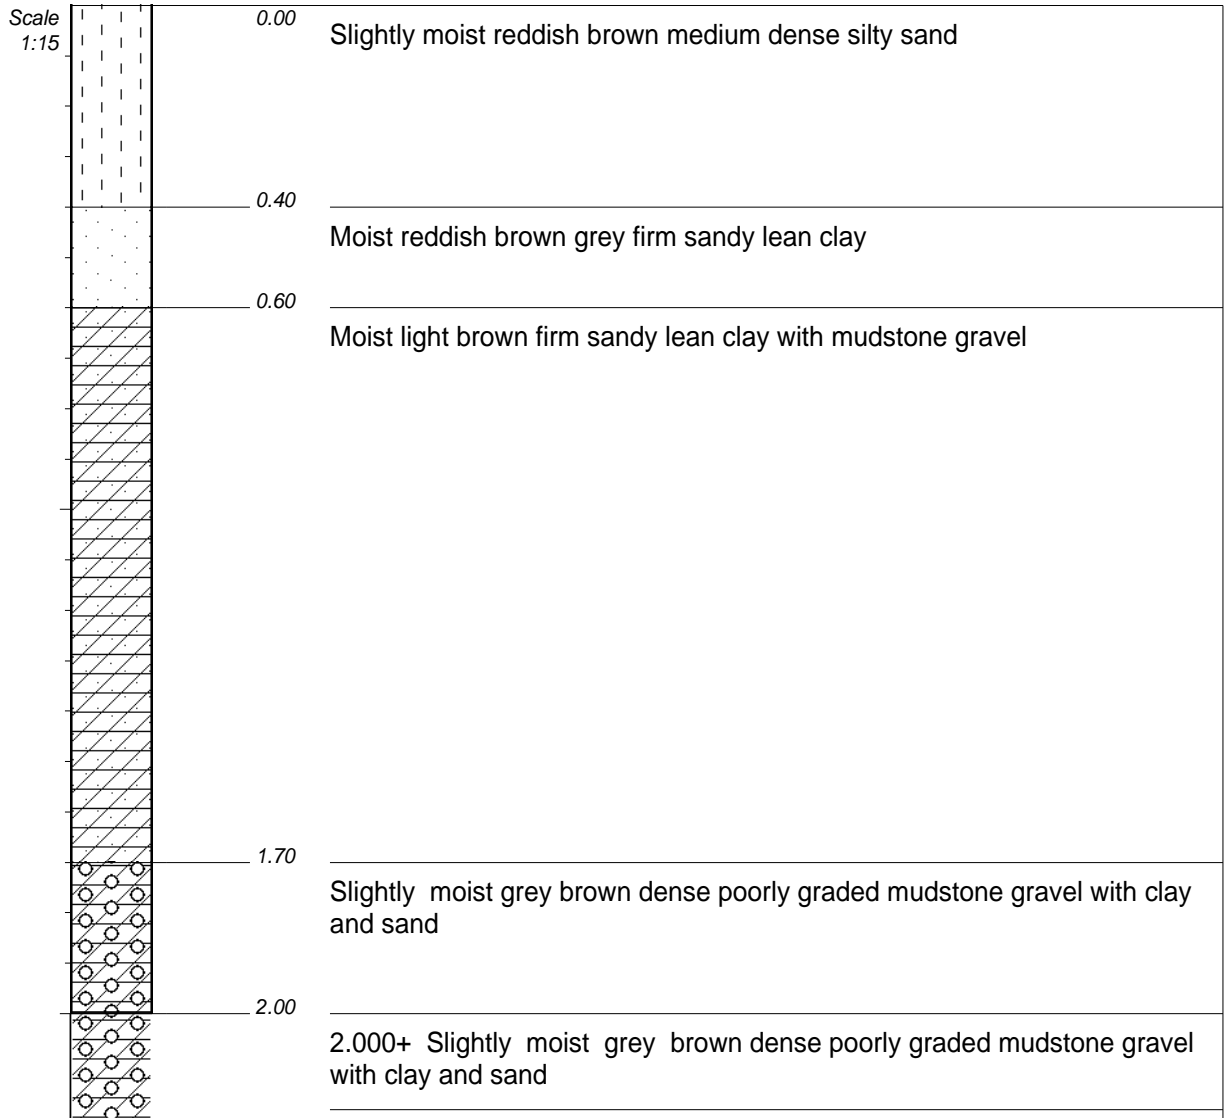 Scale
1:15
0.00
Slightly moist reddish brown medium dense silty sand
0.40
Moist reddish brown grey firm sandy lean clay
0.60
Moist light brown firm sandy lean clay with mudstone gravel
1.70
Slightly moist grey brown dense poorly graded mudstone gravel with clay
and sand
2.00
2.000+ Slightly moist grey brown dense poorly graded mudstone gravel
with clay and sand